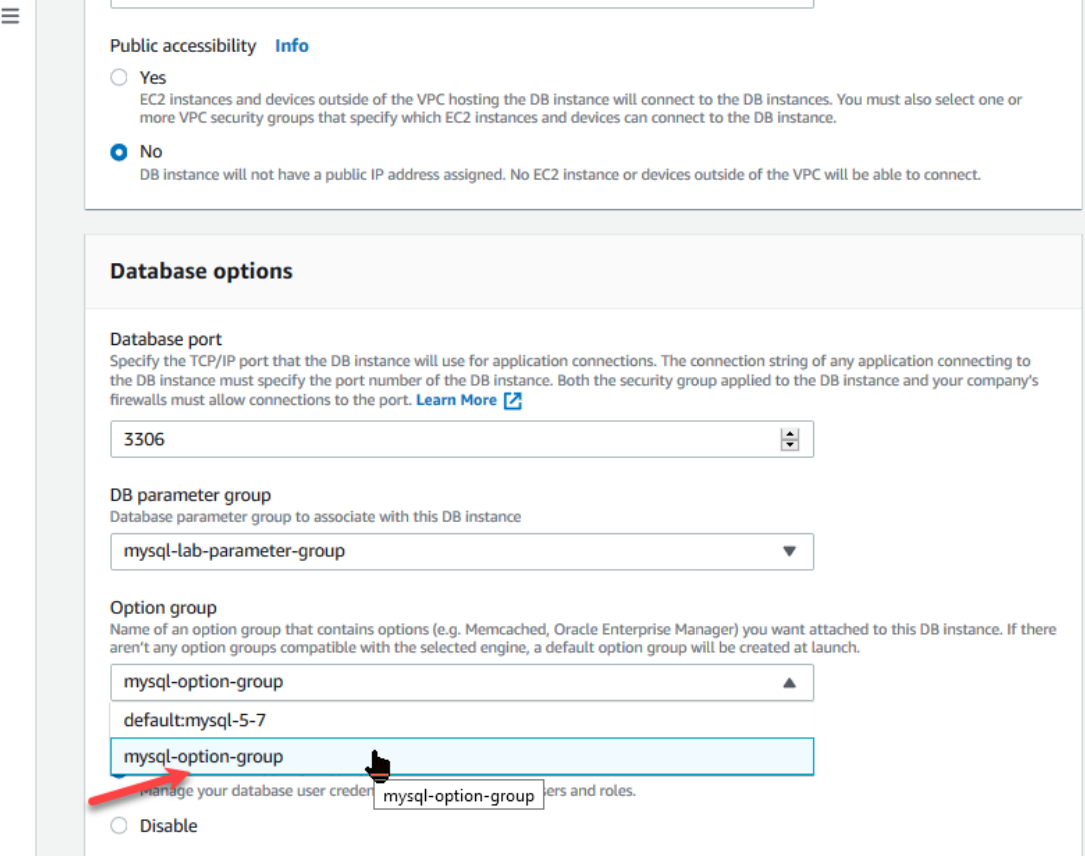 Public accessibility Info
Yes
EC2 instances and devices outside of the VPC hosting the DB instance will connect to the DB instances. You must also select one or
more VPC security groups that specify which EC2 instances and devices can connect to the DB instance.
No
DB instance will not have a public IP address assigned. No EC2 instance or devices outside of the VPC will be able to connect.
Database options
Database port
Specify the TCP/IP port that the DB instance will use for application connections. The connection string of any application connecting to
the DB instance must specify the port number of the DB instance. Both the security group applied to the DB instance and your company's
firewalls must allow connections to the port. Learn More
3306
DB parameter group
Database parameter group to associate with this DB instance
mysql-lab-parameter-group
Option group
Name of an option group that contains options (e.g. Memcached, Oracle Enterprise Manager) you want attached to this DB instance. If there
aren't any option groups compatible with the selected engine, a default option group will be created at launch.
mysql-option-group
default:mysql-5-7
mysql-option-group
Manage your database user creden sers and roles.
mysql-option-group
Disable